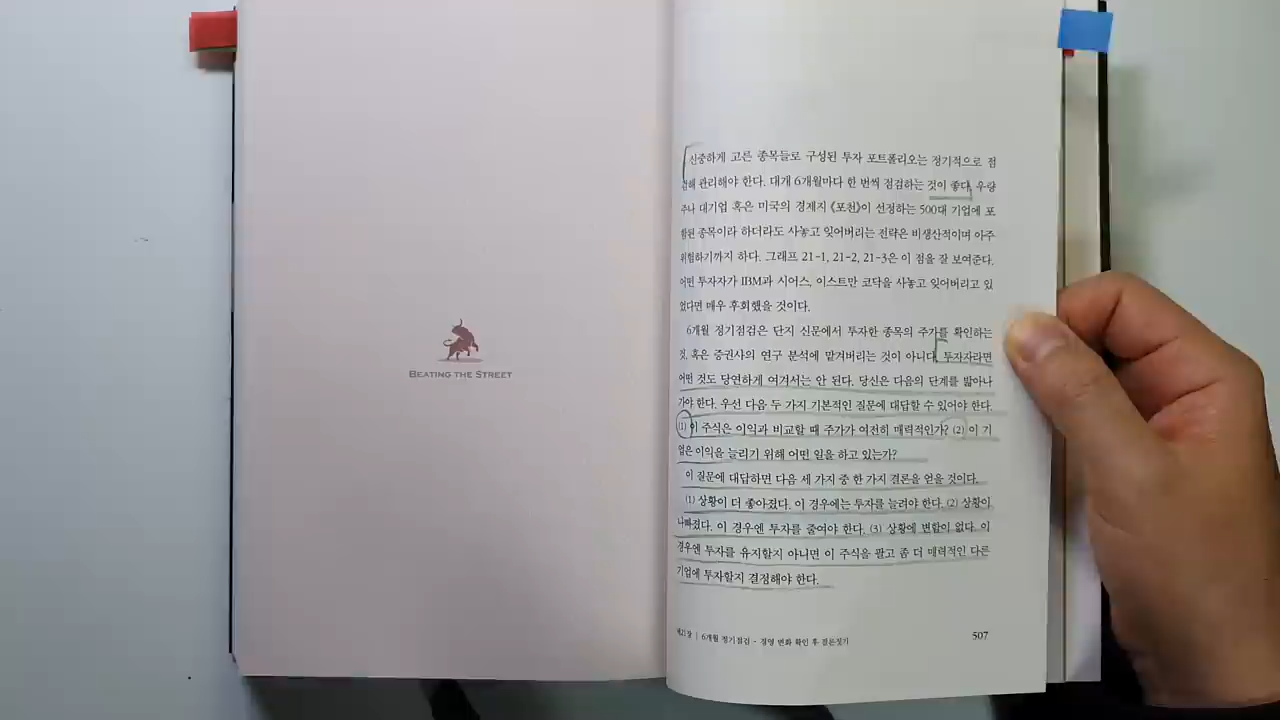 BEATING THE STREET
신중하게 고른 종목들로 구성된 투자 포트폴리오는 정기적으로 점
검해 관리해야 한다. 대개 6개월마다 한 번씩 점검하는 것이 좋다. 우량
주나 대기업 혹은 미국의 경제지 《포천》이 선정하는 500대 기업에 포
함된 종목이라 하더라도 사놓고 잊어버리는 전략은 비생산적이며 아주
위험하기까지 하다. 그래프 21-1, 21-2, 21-3은 이 점을 잘 보여준다.
어떤 투자자가 IBM과 시어스, 이스트만 코닥을 사놓고 잊어버리고 있
었다면 매우 후회했을 것이다.
6개월 정기점검은 단지 신문에서 투자한 종목의 주가를 확인하는
것, 혹은 증권사의 연구 분석에 맡겨버리는 것이 아니다. 투자자라면
어떤 것도 당연하게 여겨서는 안 된다. 당신은 다음의 단계를 밟아나
가야 한다. 우선 다음 두 가지 기본적인 질문에 대답할 수 있어야 한다.
(1) 이 주식은 이익과 비교할 때 주가가 여전히 매력적인가? (2) 이 기
업은 이익을 늘리기 위해 어떤 일을 하고 있는가?
이 질문에 대답하면 다음 세 가지 중 한 가지 결론을 얻을 것이다.
(1) 상황이 더 좋아졌다. 이 경우에는 투자를 늘려야 한다. (2) 상황이
나빠졌다. 이 경우엔 투자를 줄여야 한다. (3) 상황에 변함이 없다. 이
경우엔 투자를 유지할지 아니면 이 주식을 팔고 좀 더 매력적인 다른
기업에 투자할지 결정해야 한다.
제21장 | 6개월 정기점검 - 경영 변화 확인 후 결론짓기 507